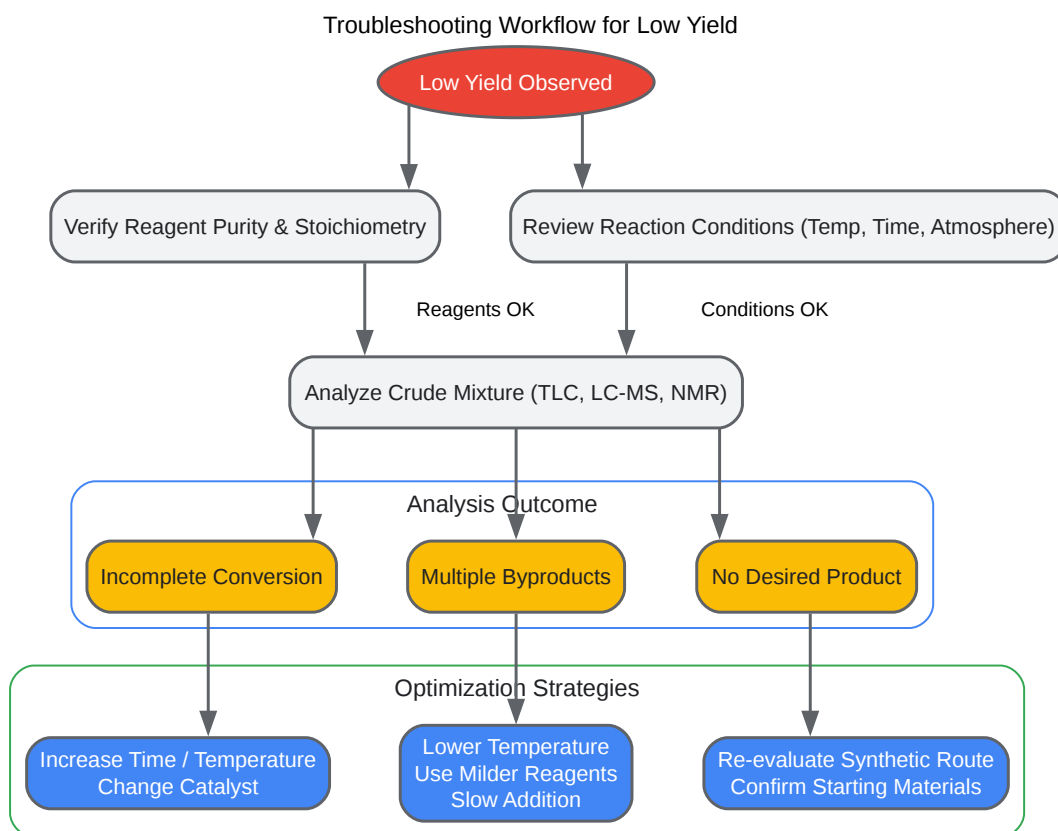 Troubleshooting Workflow for Low Yield
Low Yield Observed
Verify Reagent Purity & Stoichiometry
Review Reaction Conditions (Temp, Time, Atmosphere)
Reagents OK
Conditions OK
Analyze Crude Mixture (TLC, LC-MS, NMR)
Analysis Outcome
Incomplete Conversion
Multiple Byproducts
No Desired Product
Optimization Strategies
Increase Time / Temperature
Change Catalyst
Lower Temperature
Use Milder Reagents
Slow Addition
Re-evaluate Synthetic Route
Confirm Starting Materials